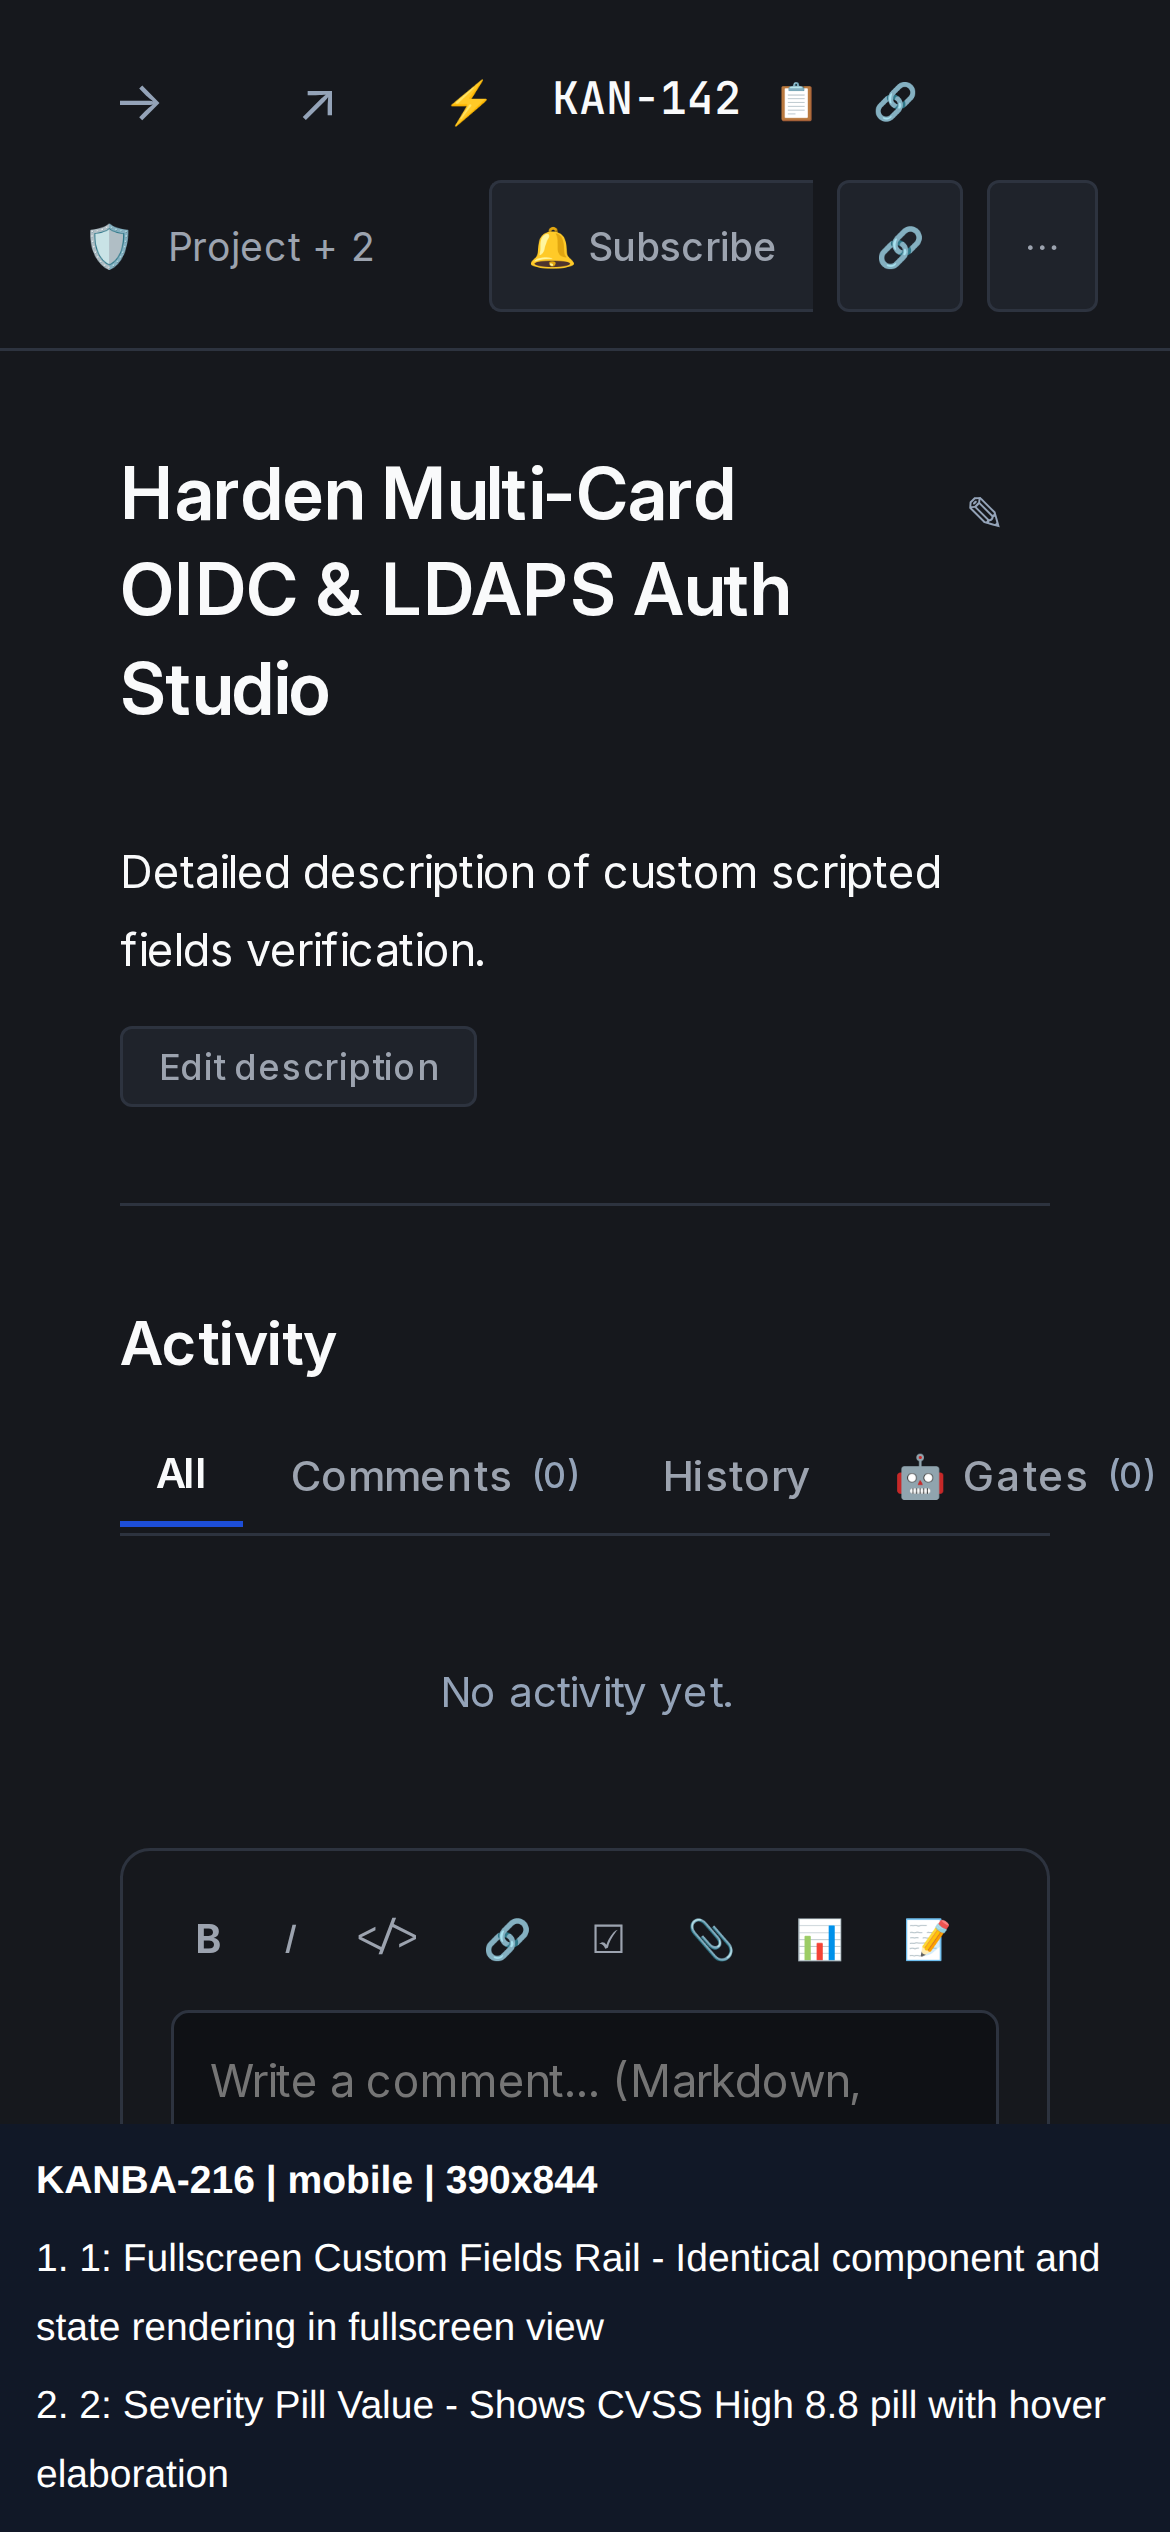 → ↗ ⚡ KAN-142 📋 🔗
🛡️ Project + 2 🔔 Subscribe 🔗 ···
Harden Multi-Card
OIDC & LDAPS Auth
Studio
✎
Detailed description of custom scripted
fields verification.
Edit description
Activity
All Comments (0) History 🤖 Gates (0)
No activity yet.
B I </> 🔗 ☑ 📎 📊 📝
Write a comment... (Markdown,
KANBA-216 | mobile | 390x844
1. 1: Fullscreen Custom Fields Rail - Identical component and
state rendering in fullscreen view
2. 2: Severity Pill Value - Shows CVSS High 8.8 pill with hover
elaboration